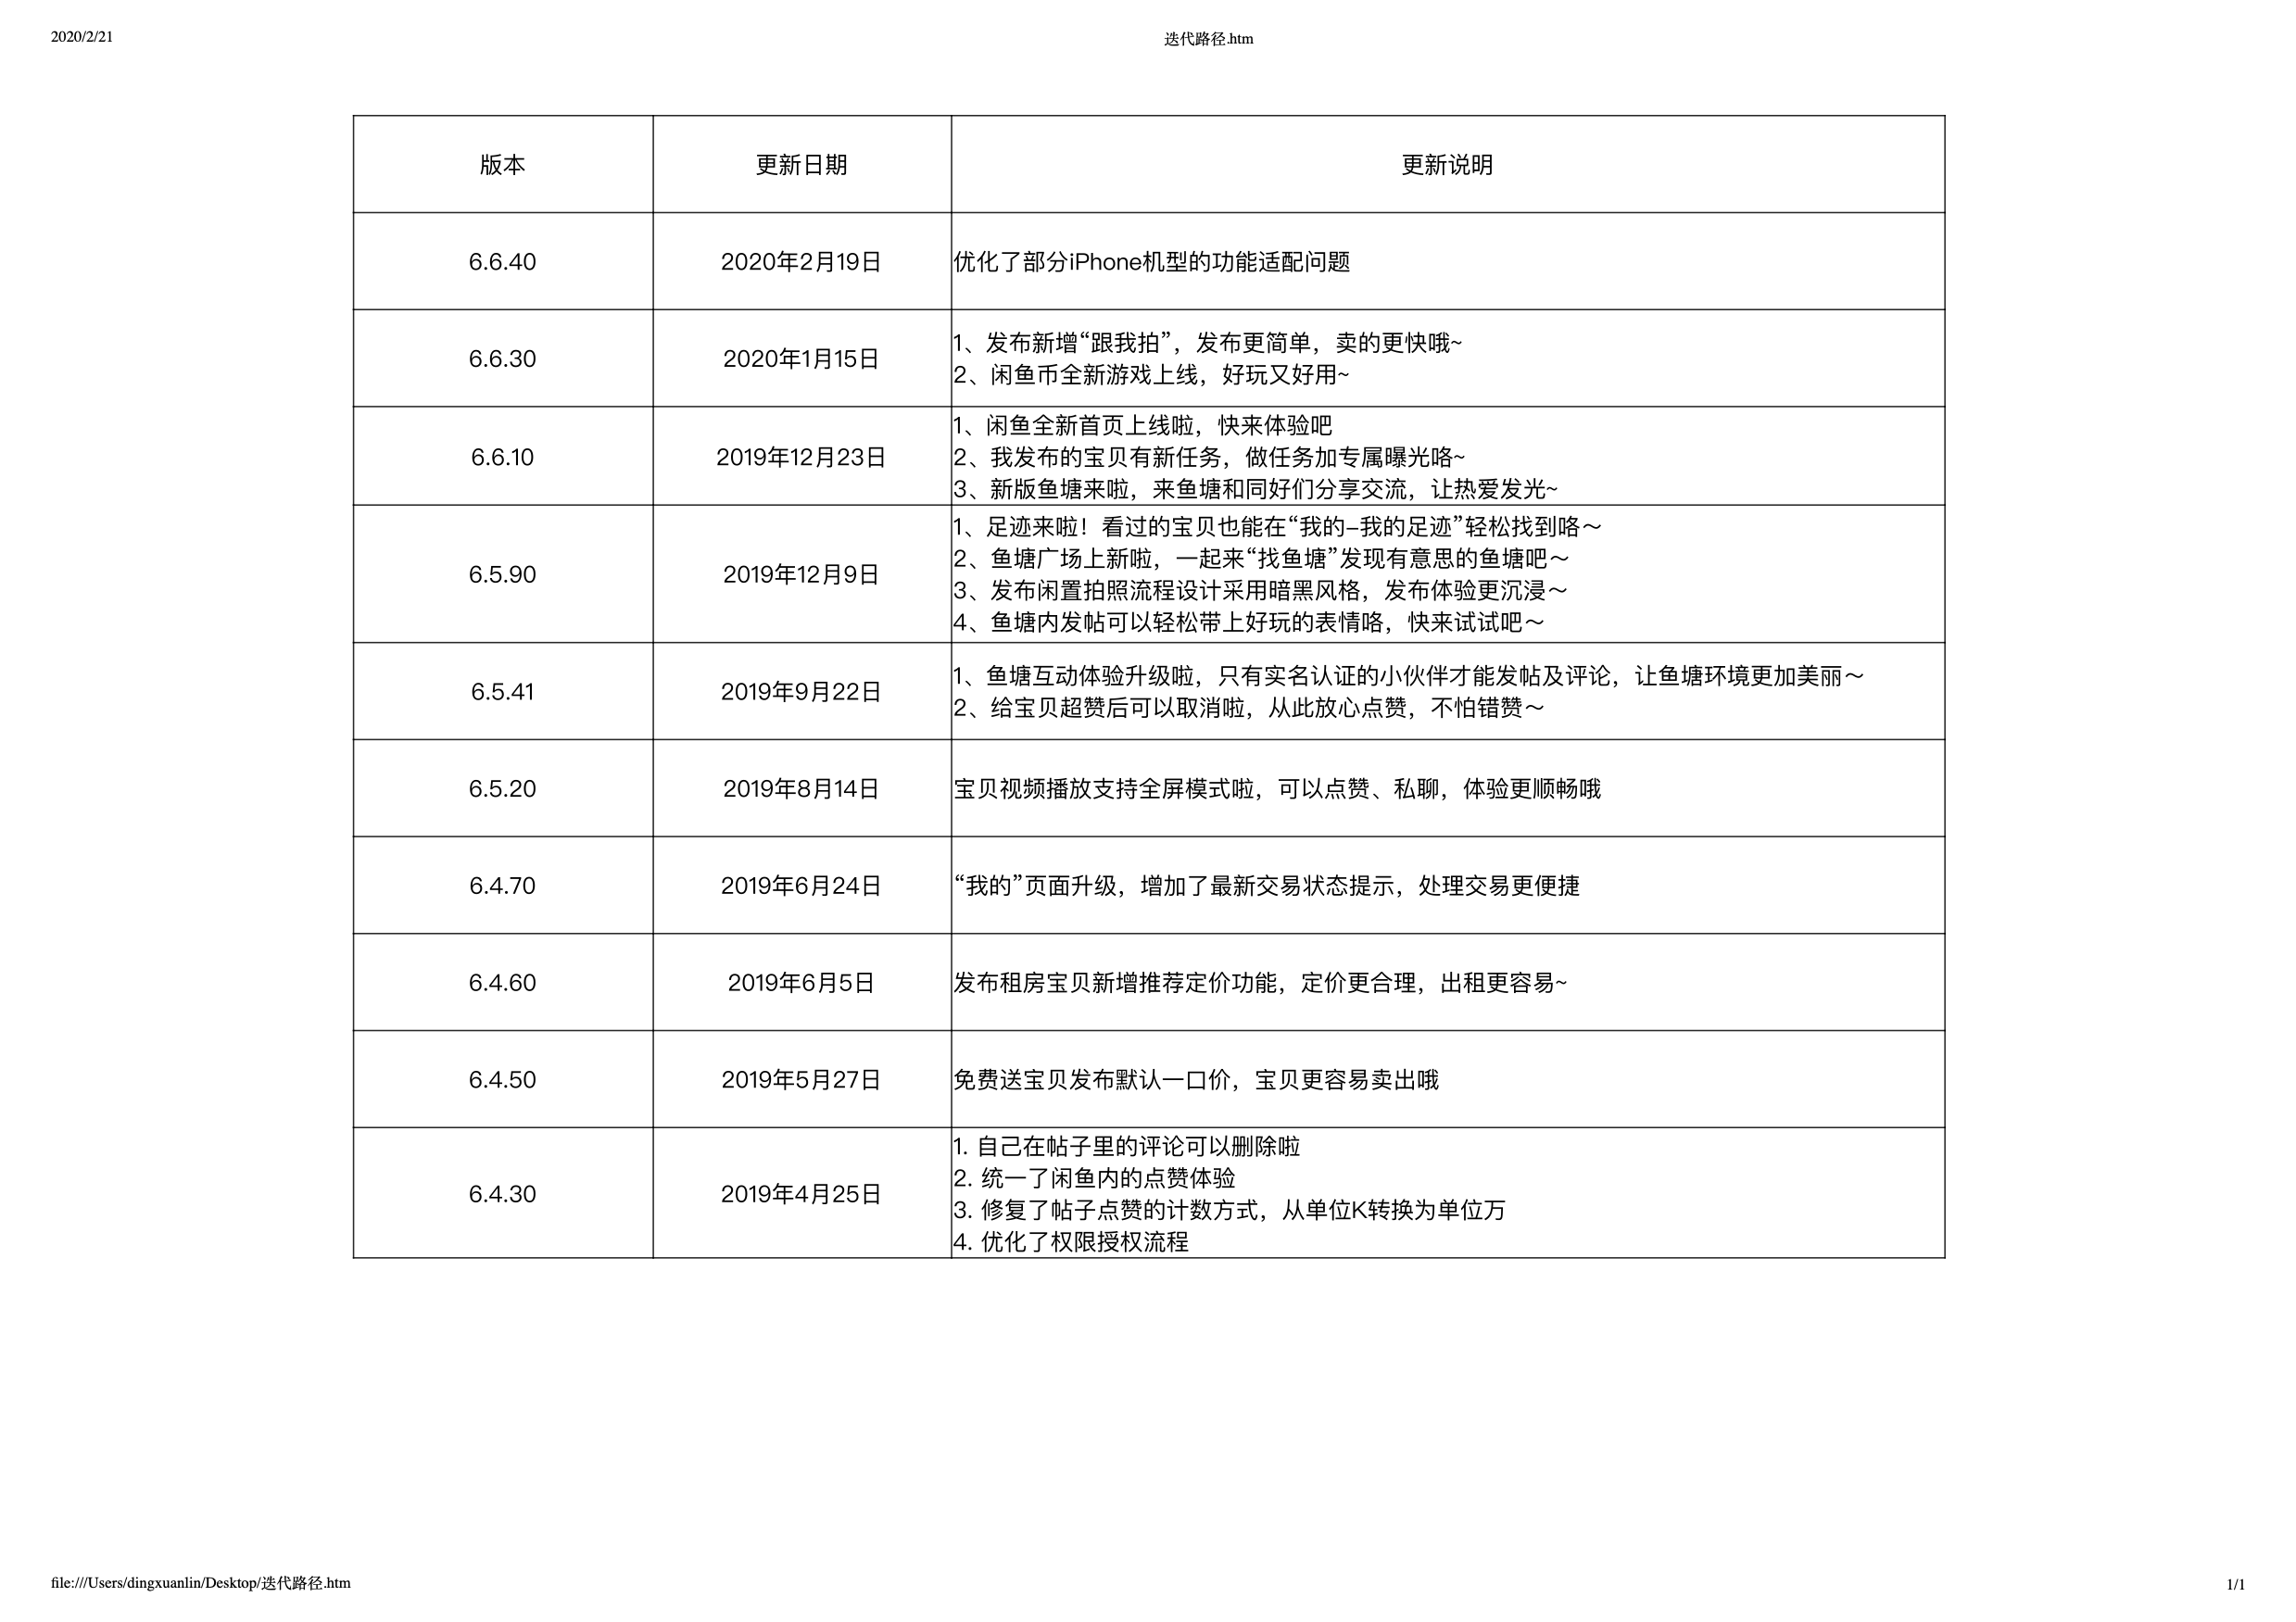 2020/2/21
迭代路径.htm
版本 更新日期 更新说明
6.6.40 2020年2月19日 优化了部分iPhone机型的功能适配问题
6.6.30 2020年1月15日
1、发布新增“跟我拍”，发布更简单，卖的更快哦~
2、闲鱼币全新游戏上线，好玩又好用~
6.6.10 2019年12月23日
1、闲鱼全新首页上线啦，快来体验吧
2、我发布的宝贝有新任务，做任务加专属曝光咯~
3、新版鱼塘来啦，来鱼塘和同好们分享交流，让热爱发光~
6.5.90 2019年12月9日
1、足迹来啦！看过的宝贝也能在“我的–我的足迹”轻松找到咯～
2、鱼塘广场上新啦，一起来“找鱼塘”发现有意思的鱼塘吧～
3、发布闲置拍照流程设计采用暗黑风格，发布体验更沉浸～
4、鱼塘内发帖可以轻松带上好玩的表情咯，快来试试吧～
6.5.41 2019年9月22日
1、鱼塘互动体验升级啦，只有实名认证的小伙伴才能发帖及评论，让鱼塘环境更加美丽～
2、给宝贝超赞后可以取消啦，从此放心点赞，不怕错赞～
6.5.20 2019年8月14日 宝贝视频播放支持全屏模式啦，可以点赞、私聊，体验更顺畅哦
6.4.70 2019年6月24日 “我的”页面升级，增加了最新交易状态提示，处理交易更便捷
6.4.60 2019年6月5日 发布租房宝贝新增推荐定价功能，定价更合理，出租更容易~
6.4.50 2019年5月27日 免费送宝贝发布默认一口价，宝贝更容易卖出哦
6.4.30 2019年4月25日
1. 自己在帖子里的评论可以删除啦
2. 统一了闲鱼内的点赞体验
3. 修复了帖子点赞的计数方式，从单位K转换为单位万
4. 优化了权限授权流程
file:///Users/dingxuanlin/Desktop/迭代路径.htm
1/1